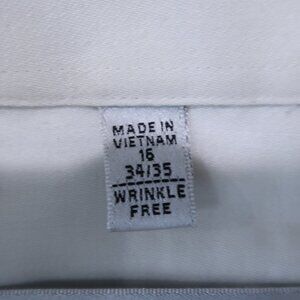 MADE IN
VIETNAM
16
34/35
WRINKLE
FREE